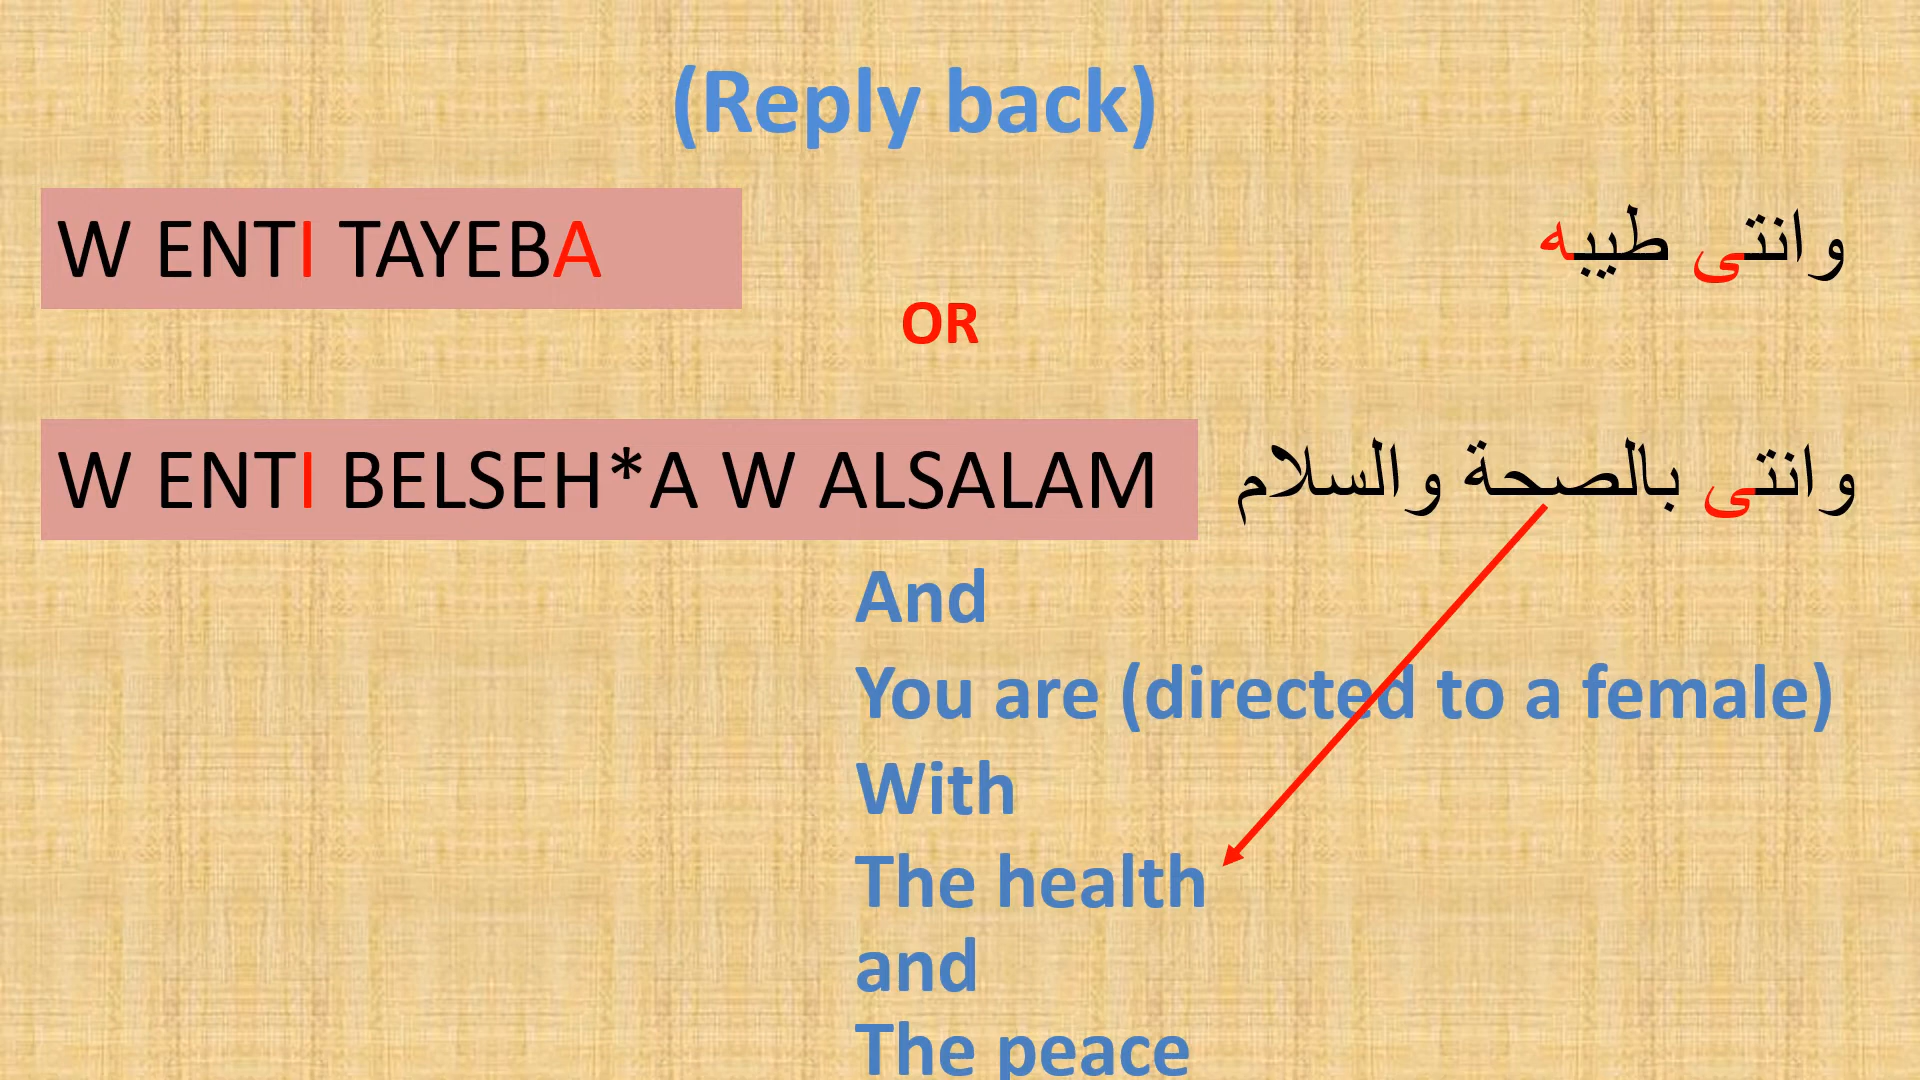 (Reply back)
W ENTI TAYEBA
وانتى طيبه
OR
W ENTI BELSEH*A W ALSALAM
وانتى بالصحة والسلام
And
You are (directed to a female)
With
The health
and
The peace